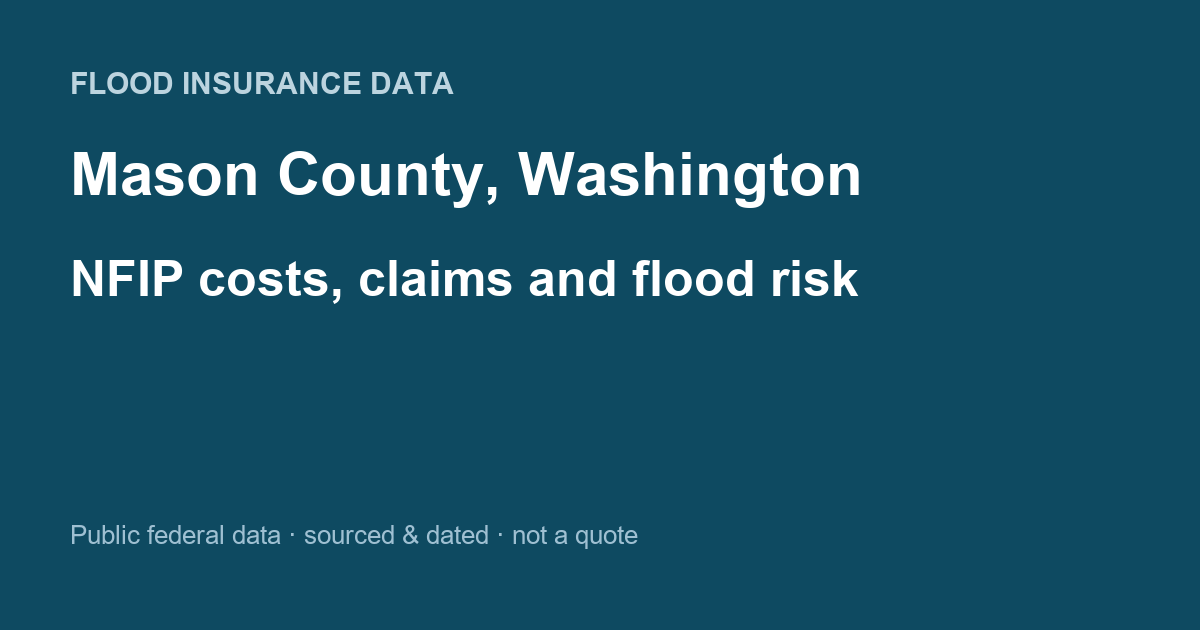 FLOOD INSURANCE DATA
Mason County, Washington
NFIP costs, claims and flood risk
Public federal data · sourced & dated · not a quote